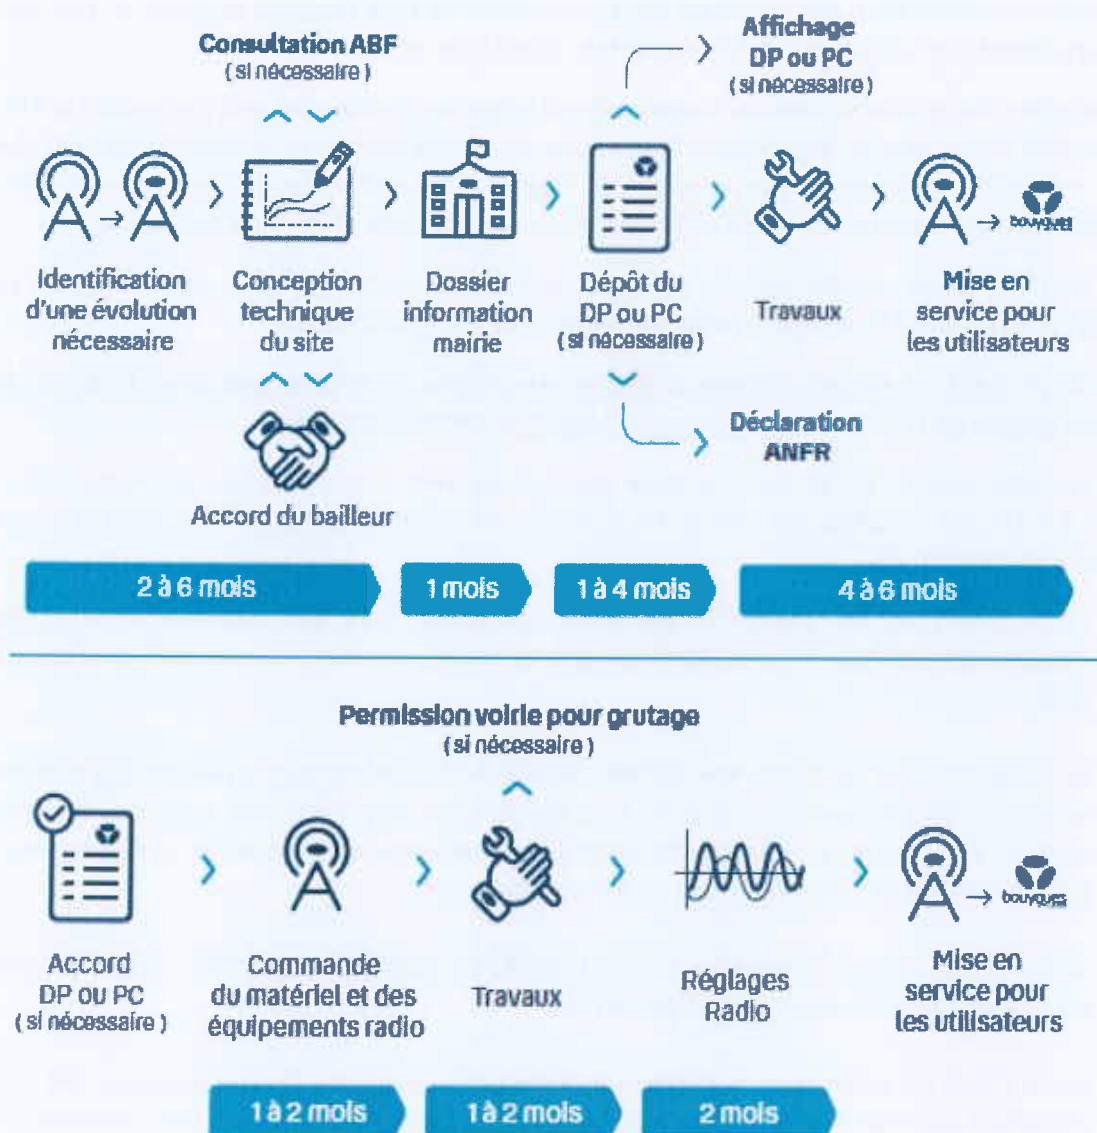 Consultation ABF
( si nécessaire )
Affichage
DP ou PC
(si nécessaire)
bouygues
Identification
d'une évolution
nécessaire
Conception
technique
du site
Dossier
information
mairie
Dépôt du
DP ou PC
(si nécessaire)
Travaux
Mise en
service pour
les utilisateurs
Accord du bailleur
Déclaration
ANFR
2 à 6 mois
1 mois
1 à 4 mois
4 à 6 mois
Permission voirie pour grutage
( si nécessaire )
bouygues
Accord
DP ou PC
( si nécessaire )
Commande
du matériel et des
équipements radio
Travaux
Réglages
Radio
Mise en
service pour
les utilisateurs
1 à 2 mois
1 à 2 mois
2 mois